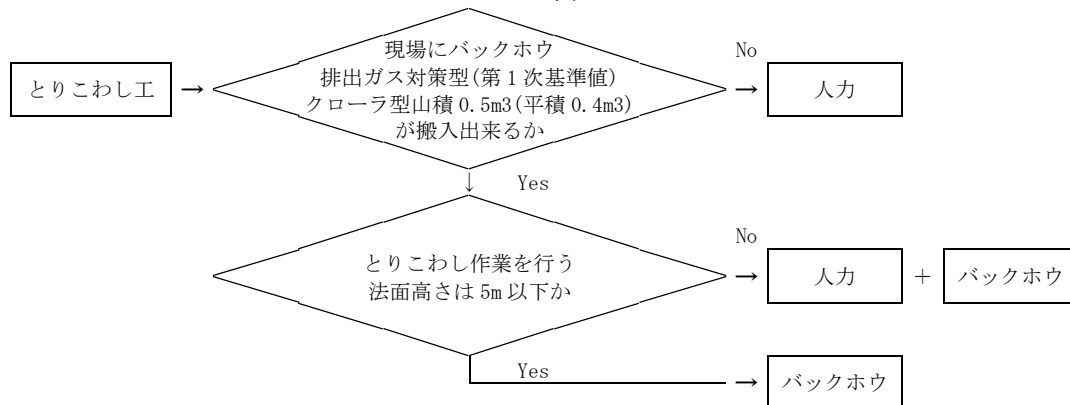 現場にバックホウ
No
とりこわし工
→
排出ガス対策型(第1次基準値)
クローラ型山積0.5m3(平積0.4m3)
が搬入出来るか
→
人力
↓ Yes
No
とりこわし作業を行う
法面高さは5m以下か
→
人力
+
バックホウ
Yes
→
バックホウ